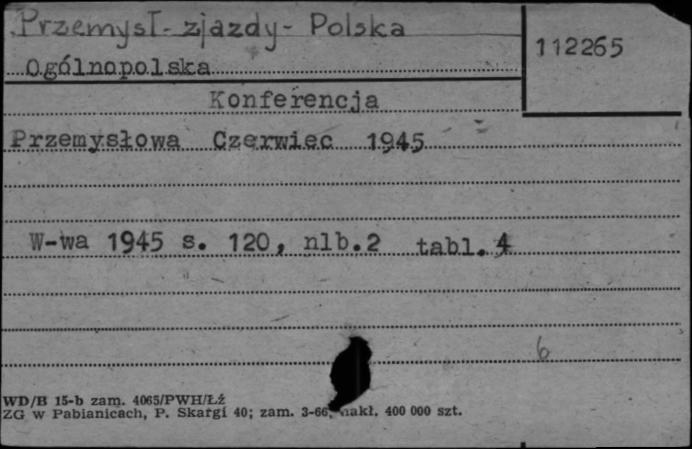 Przemysł - zjazdy - Polska
112265
Ogólnopolska
Konferencja
Przemysłowa Czerwiec 1945
W-wa 1945 s. 120, nlb.2 tabl. 4
6
WD/B 15-b zam. 4065/PWH/Łź
ZG w Pabianicach, P. Skargi 40; zam. 3-66, nakł. 400 000 szt.